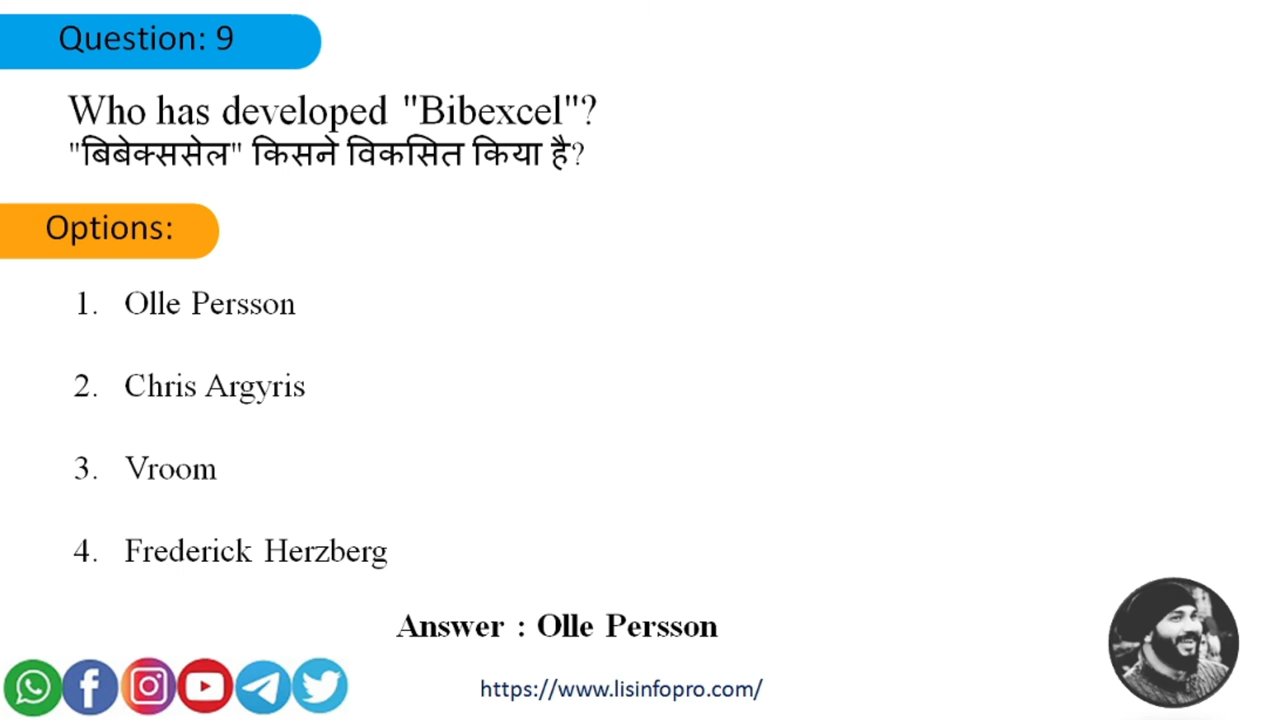 Question: 9
Who has developed "Bibexcel"?
"बिबेक्ससेल" किसने विकसित किया है?
Options:
1. Olle Persson
2. Chris Argyris
3. Vroom
4. Frederick Herzberg
Answer : Olle Persson
https://www.lisinfopro.com/